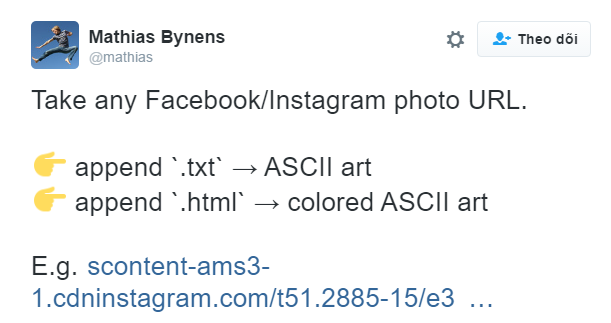 Mathias Bynens
@mathias
Theo dõi
Take any Facebook/Instagram photo URL.
👉 append `.txt` → ASCII art
👉 append `.html` → colored ASCII art
E.g. scontent-ams3-
1.cdninstagram.com/t51.2885-15/e3 …